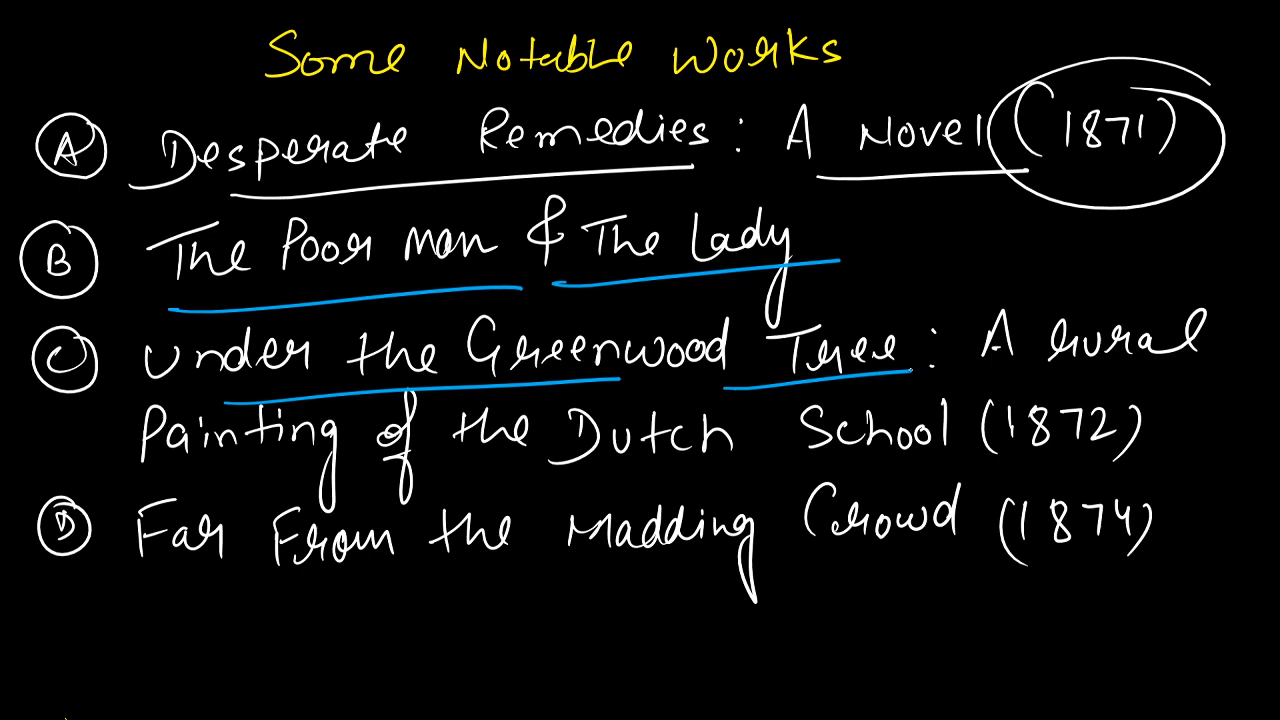 Some Notable Works
A Desperate Remedies : A Novel (1871)
B The Poor man & The Lady
C Under the Greenwood Tree : A rural
Painting of the Dutch School (1872)
D Far From the Madding Crowd (1874)